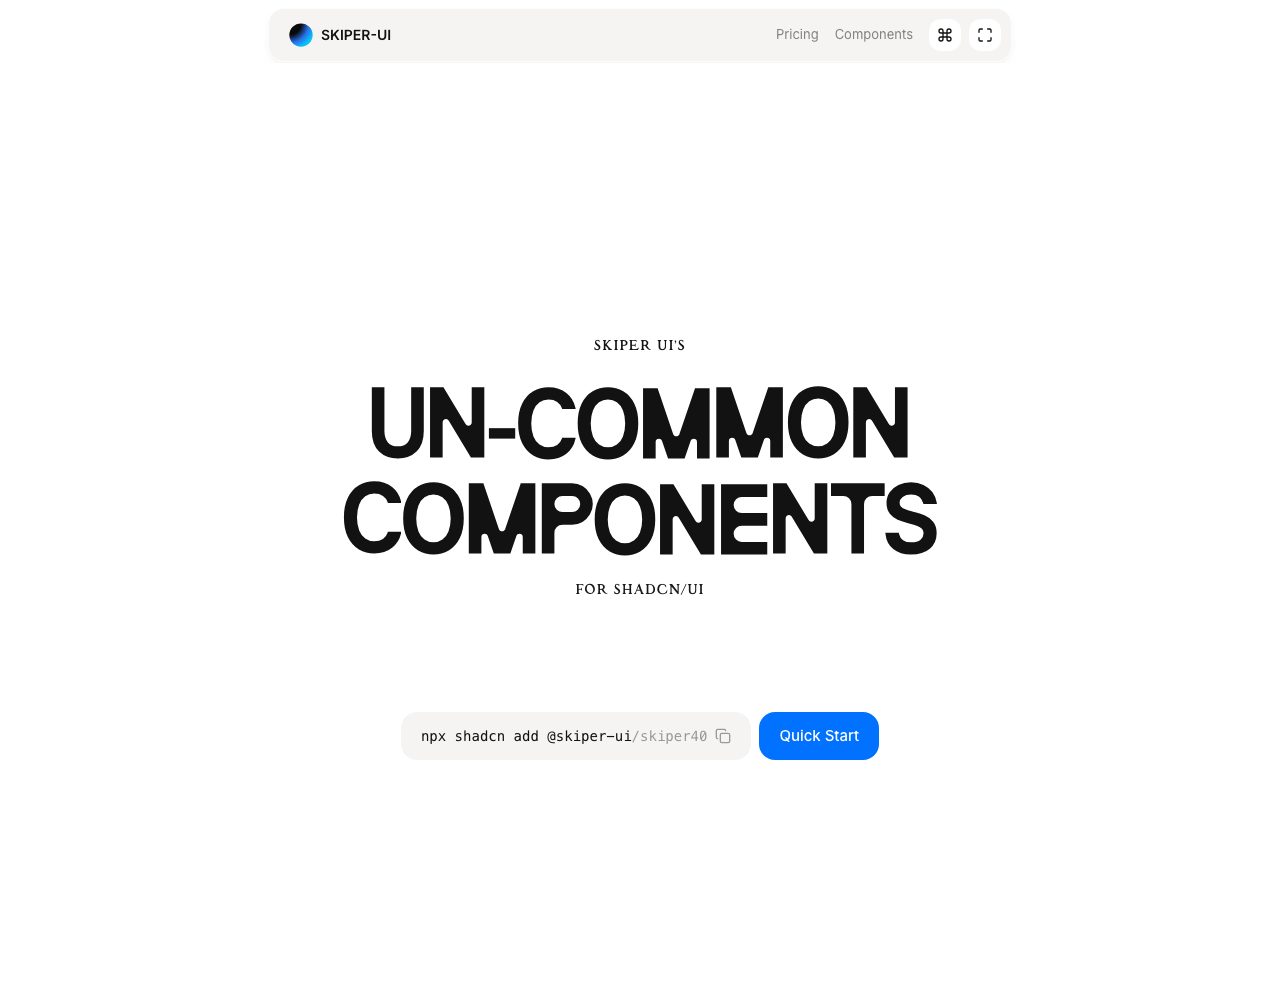 SKIPER-UI
Pricing
Components
SKIPER UI'S
UN-COMMON
COMPONENTS
FOR SHADCN/UI
npx shadcn add @skiper-ui/skiper40
Quick Start